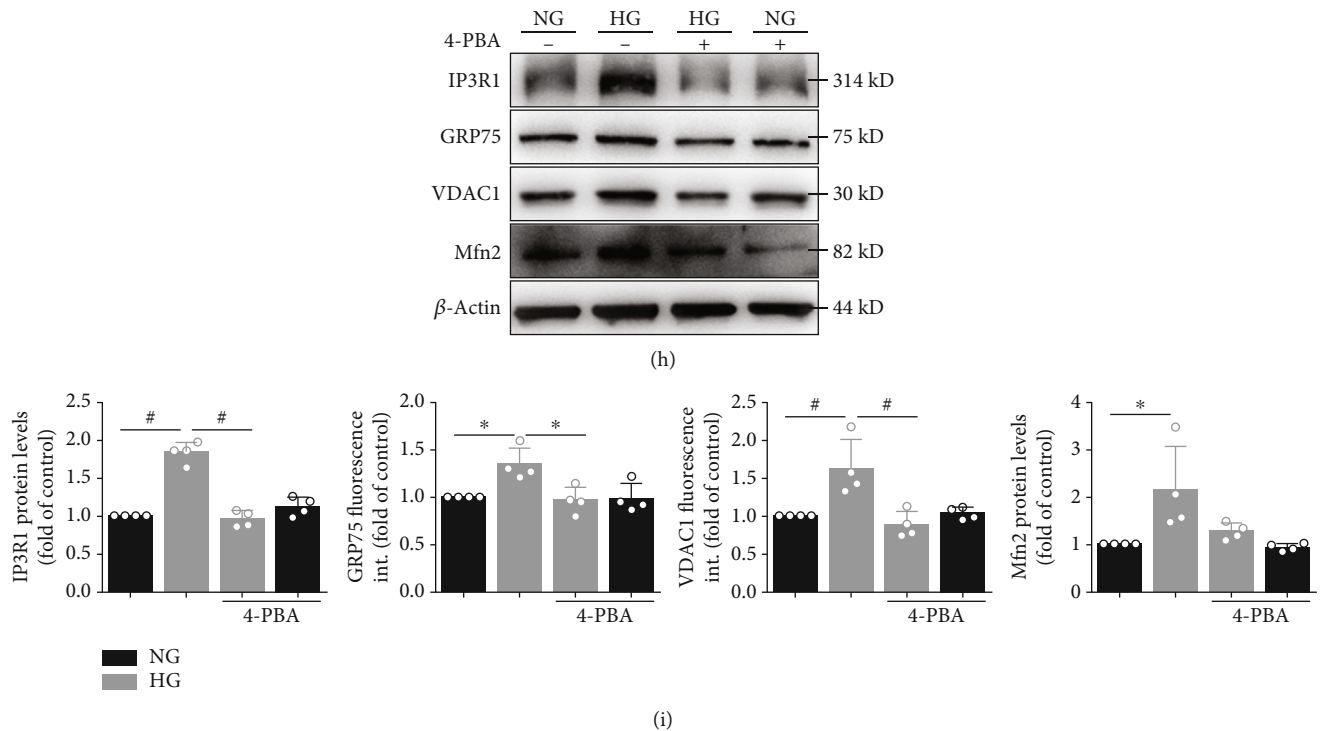 NG HG HG NG
4-PBA – – + +
IP3R1 314 kD
GRP75 75 kD
VDAC1 30 kD
Mfn2 82 kD
β-Actin 44 kD
(h)
IP3R1 protein levels
(fold of control)
2.5
2.0
1.5
1.0
0.5
0.0
# #
4-PBA
GRP75 fluorescence
int. (fold of control)
2.0
1.5
1.0
0.5
0.0
* *
4-PBA
VDAC1 fluorescence
int. (fold of control)
2.5
2.0
1.5
1.0
0.5
0.0
# #
4-PBA
Mfn2 protein levels
(fold of control)
4
3
2
1
0
*
4-PBA
NG
HG
(i)